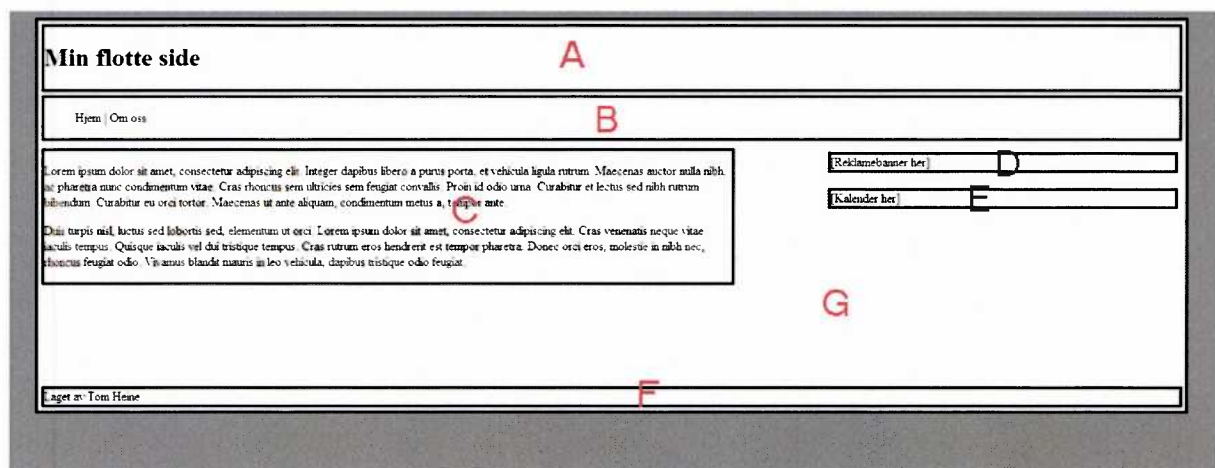 Min flotte side
A
Hjem | Om oss
B
Lorem ipsum dolor sit amet, consectetur adipiscing elit. Integer dapibus libero a purus porta, et vehicula ligula rutrum. Maecenas auctor nulla nibh,
ac pharetra nunc condimentum vitae. Cras rhoncus sem ultricies sem feugiat convallis. Proin id odio urna. Curabitur et lectus sed nibh rutrum
bibendum. Curabitur eu orci tortor. Maecenas ut ante aliquam, condimentum metus a, tempor ante.
C
Duis turpis nisl, luctus sed lobortis sed, elementum ut orci. Lorem ipsum dolor sit amet, consectetur adipiscing elit. Cras venenatis neque vitae
iaculis tempus. Quisque iaculis vel dui tristique tempus. Cras rutrum eros hendrerit est tempor pharetra. Donec orci eros, molestie in nibh nec,
rhoncus feugiat odio. Vivamus blandit mauris in leo vehicula, dapibus tristique odio feugiat.
[Reklamebanner her]
D
[Kalender her]
E
G
Laget av Tom Heine
F